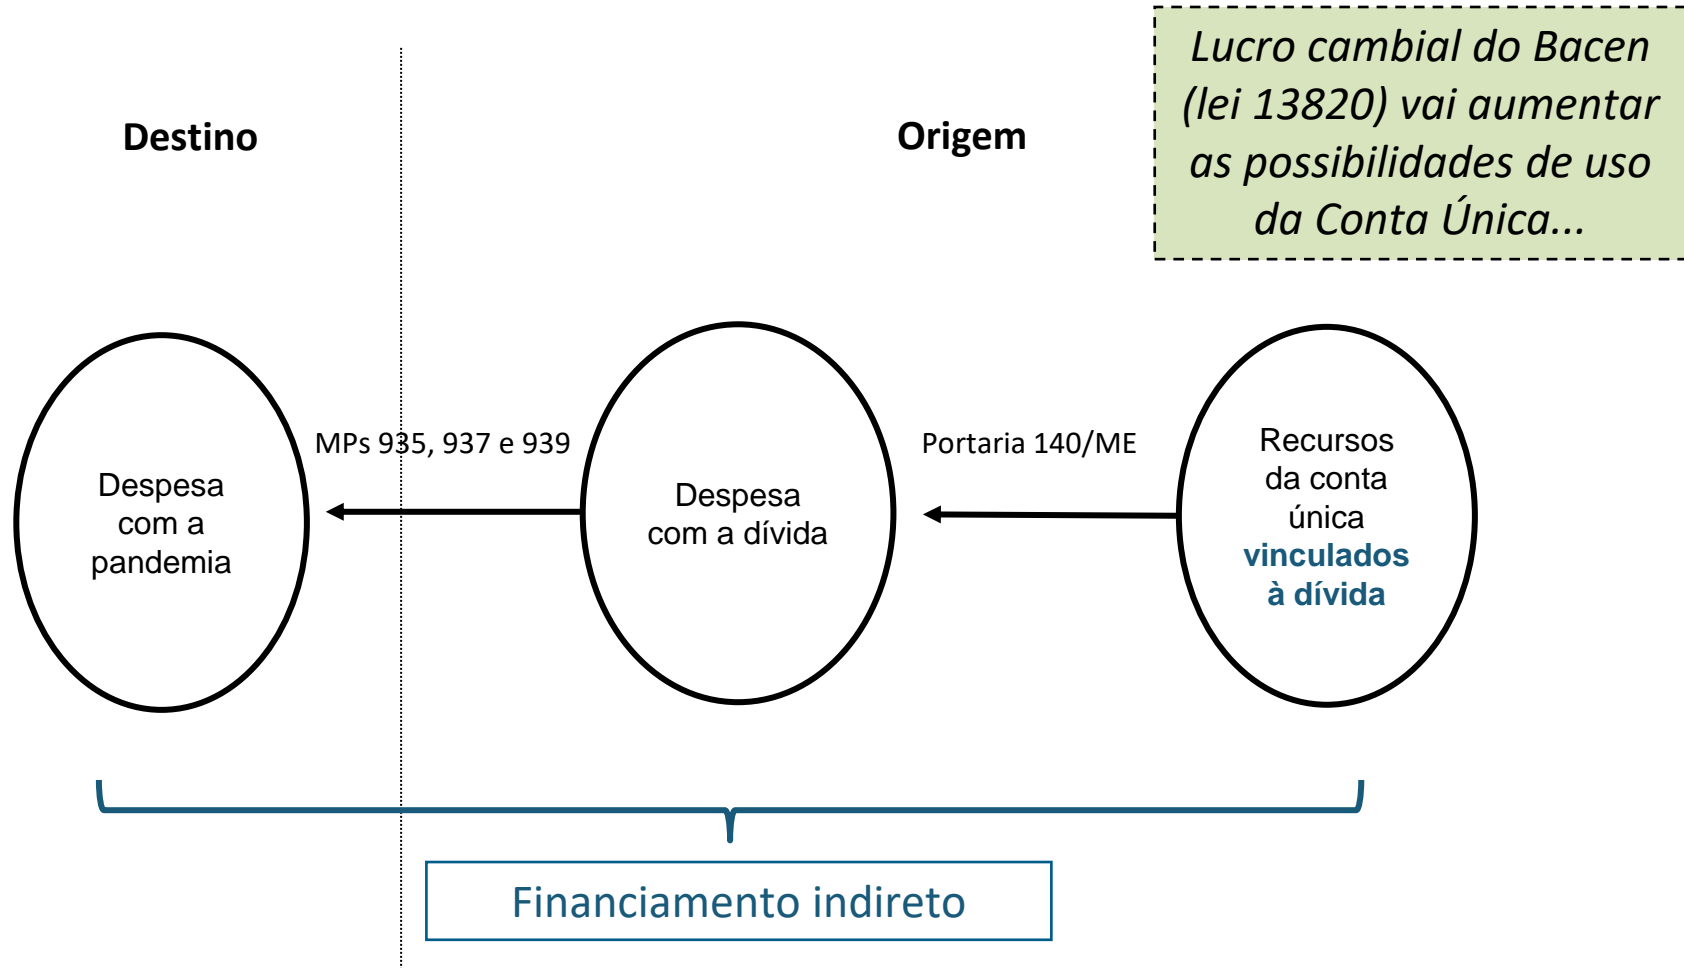 Lucro cambial do Bacen
(lei 13820) vai aumentar
as possibilidades de uso
da Conta Única...
Destino
Origem
Despesa
com a
pandemia
MPs 935, 937 e 939
Despesa
com a dívida
Portaria 140/ME
Recursos
da conta
única
vinculados
à dívida
Financiamento indireto